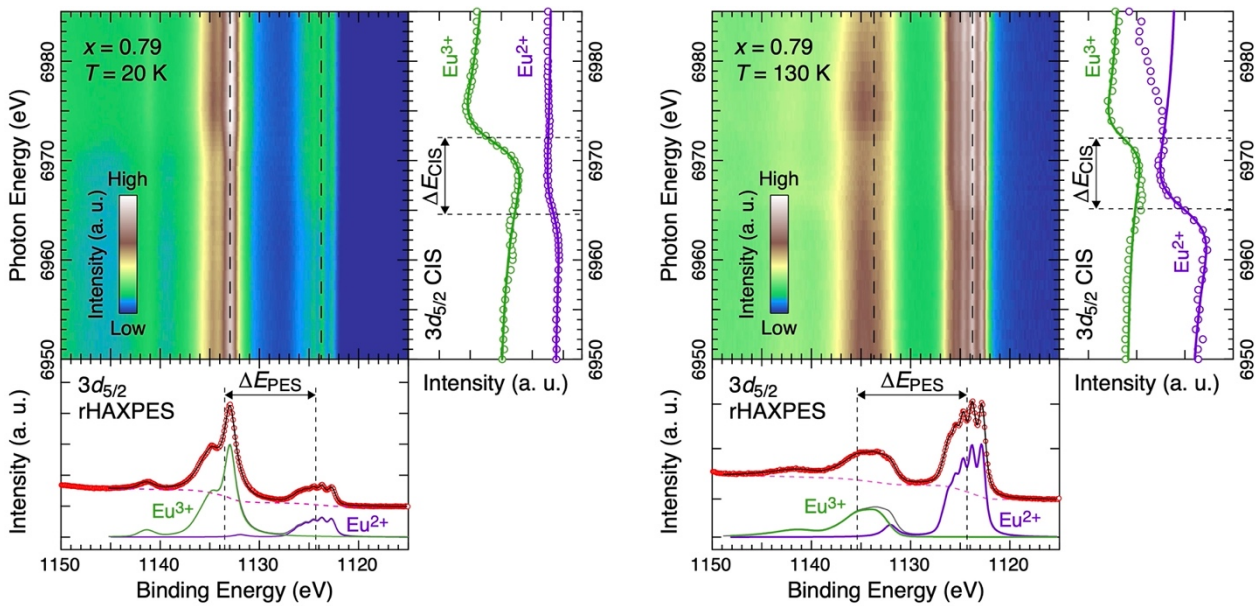 x = 0.79
T = 20 K
High
Low
Intensity (a. u.)
Photon Energy (eV)
6980
6970
6960
6950
Eu3+
Eu2+
ΔECIS
3d5/2 CIS
6980
6970
6960
6950
Intensity (a. u.)
3d5/2
rHAXPES
ΔEPES
Intensity (a. u.)
Eu3+
Eu2+
1150
1140
1130
1120
Binding Energy (eV)
x = 0.79
T = 130 K
High
Low
Intensity (a. u.)
Photon Energy (eV)
6980
6970
6960
6950
Eu3+
Eu2+
ΔECIS
Eu2+
3d5/2 CIS
6980
6970
6960
6950
Intensity (a. u.)
3d5/2
rHAXPES
ΔEPES
Intensity (a. u.)
Eu3+
Eu2+
1150
1140
1130
1120
Binding Energy (eV)